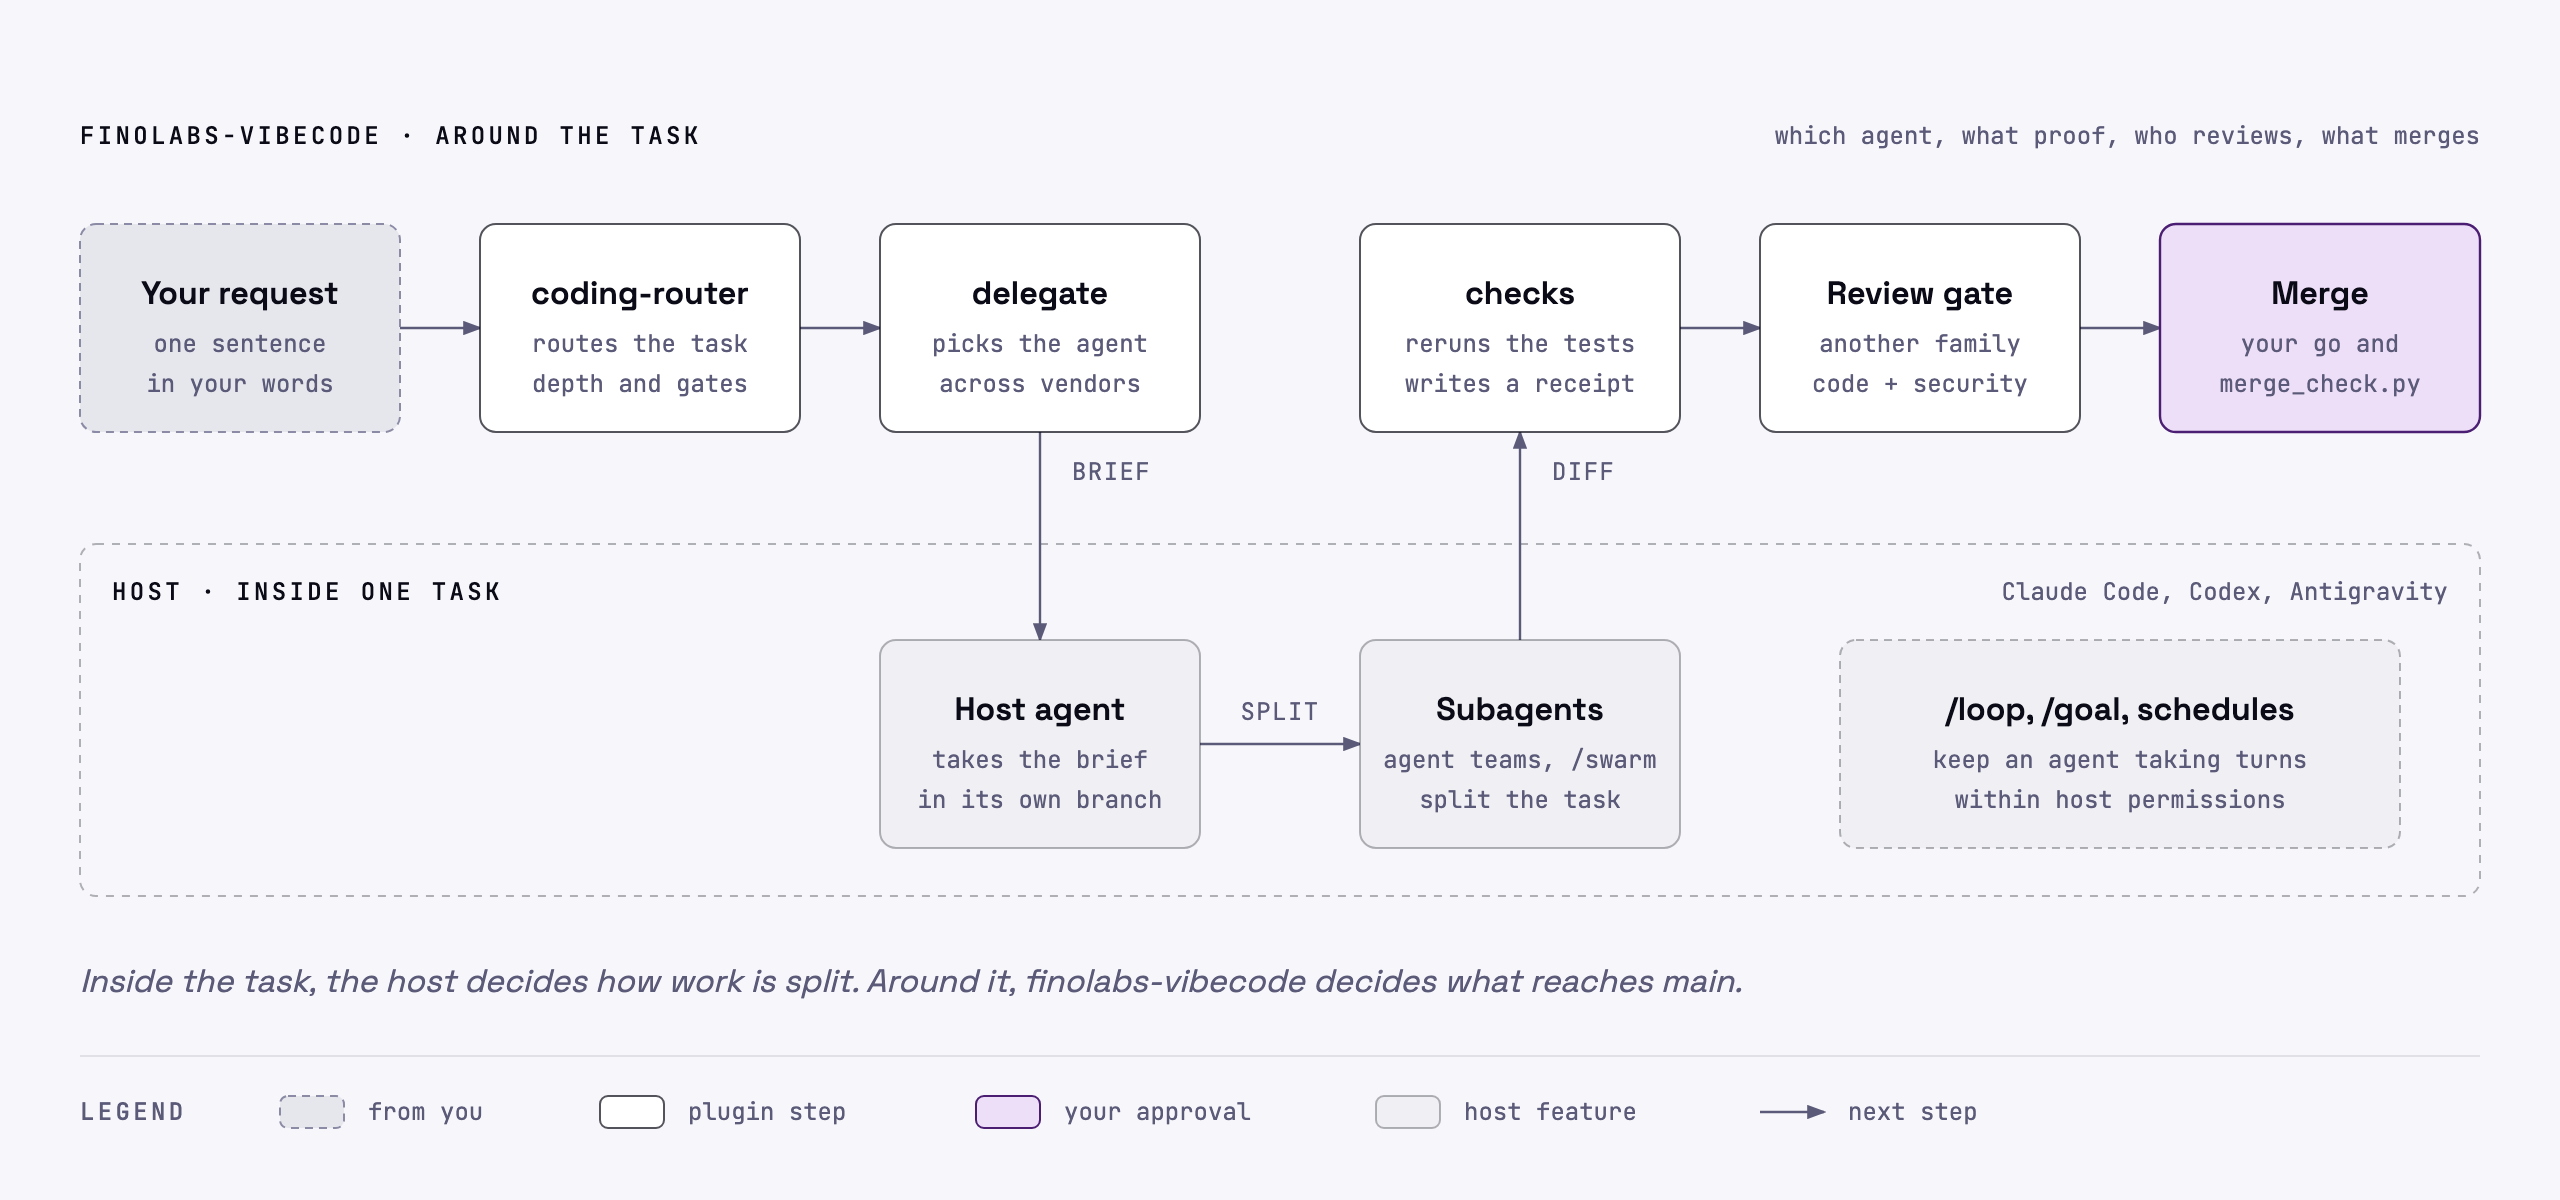 FINOLABS-VIBECODE · AROUND THE TASK
which agent, what proof, who reviews, what merges
Your request
one sentence
in your words
coding-router
routes the task
depth and gates
delegate
picks the agent
across vendors
checks
reruns the tests
writes a receipt
Review gate
another family
code + security
Merge
your go and
merge_check.py
BRIEF
DIFF
HOST · INSIDE ONE TASK
Claude Code, Codex, Antigravity
Host agent
takes the brief
in its own branch
SPLIT
Subagents
agent teams, /swarm
split the task
/loop, /goal, schedules
keep an agent taking turns
within host permissions
Inside the task, the host decides how work is split. Around it, finolabs-vibecode decides what reaches main.
LEGEND
from you
plugin step
your approval
host feature
next step